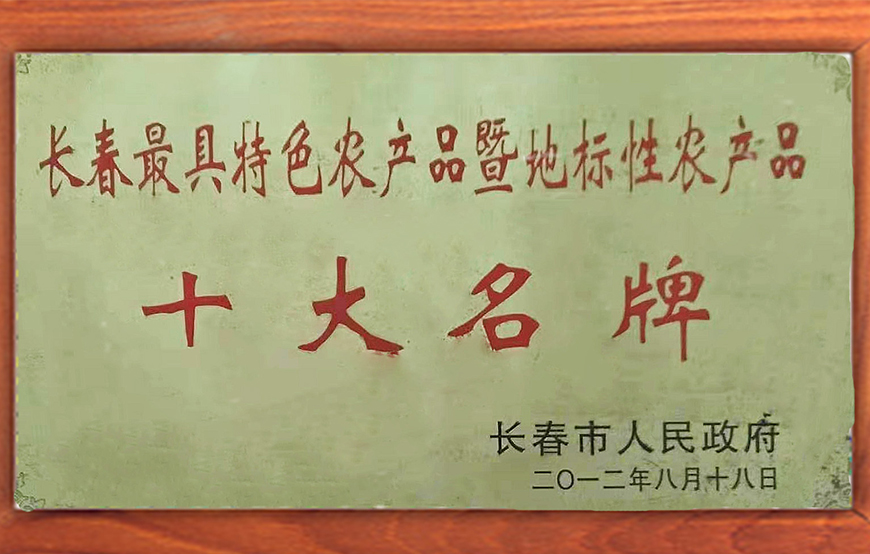 长春最具特色农产品暨地标性农产品
十大名牌
长春市人民政府
二〇一二年八月十八日